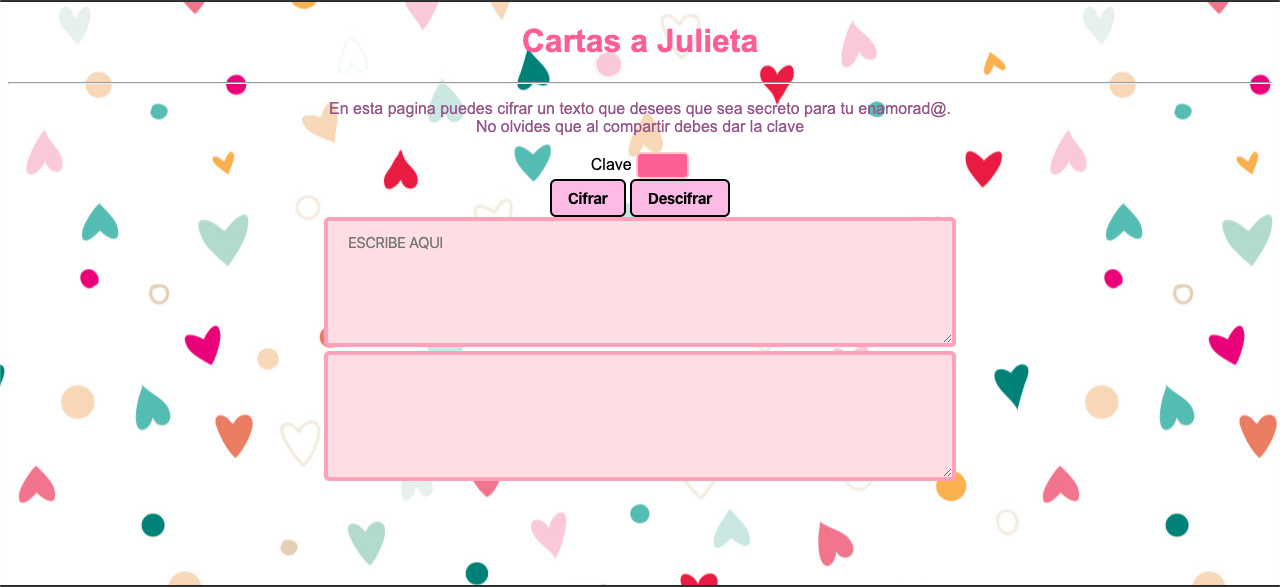 Cartas a Julieta
En esta pagina puedes cifrar un texto que desees que sea secreto para tu enamorad@.
No olvides que al compartir debes dar la clave
Clave
Cifrar Descifrar
ESCRIBE AQUI